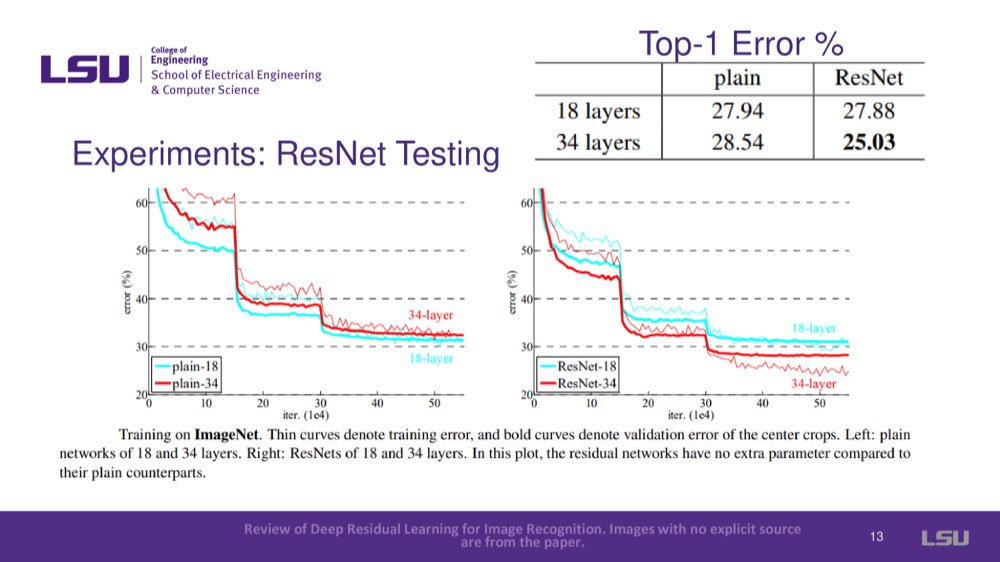 LSU
College of
Engineering
School of Electrical Engineering
& Computer Science
Top-1 Error %
plain ResNet
18 layers 27.94 27.88
34 layers 28.54 25.03
Experiments: ResNet Testing
60
50
40
30
20
error (%)
0 10 20 30 40 50
iter. (1e4)
34-layer
18-layer
plain-18
plain-34
60
50
40
30
20
error (%)
0 10 20 30 40 50
iter. (1e4)
18-layer
34-layer
ResNet-18
ResNet-34
Training on ImageNet. Thin curves denote training error, and bold curves denote validation error of the center crops. Left: plain
networks of 18 and 34 layers. Right: ResNets of 18 and 34 layers. In this plot, the residual networks have no extra parameter compared to
their plain counterparts.
Review of Deep Residual Learning for Image Recognition. Images with no explicit source
are from the paper.
13
LSU